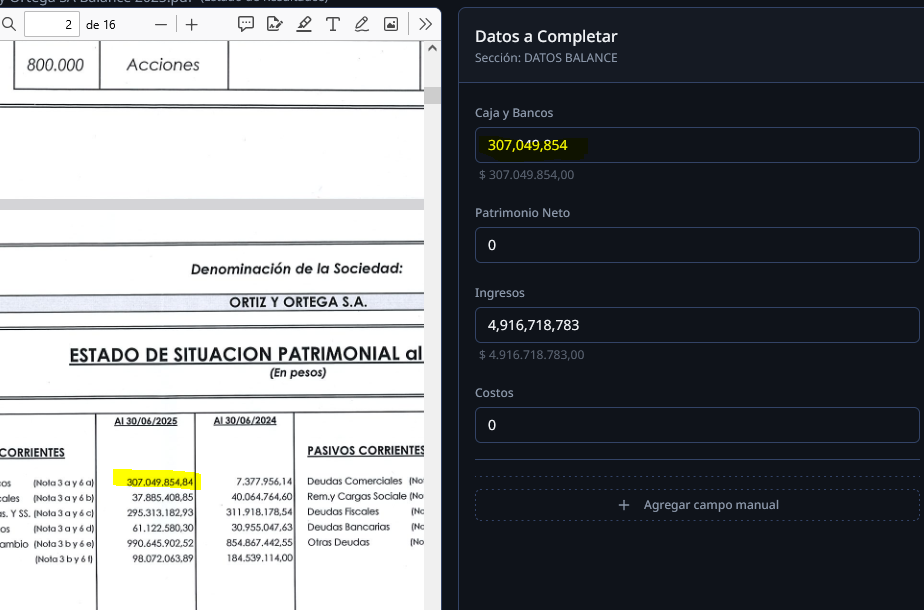 2 de 16
800.000 Acciones
Denominación de la Sociedad:
ORTIZ Y ORTEGA S.A.
ESTADO DE SITUACION PATRIMONIAL al
(En pesos)
Al 30/06/2025 Al 30/06/2024
CORRIENTES PASIVOS CORRIENTES
os (Nota 3 a y 6 a) 307.049.854,84 7.377.956,14 Deudas Comerciales (No
ales (Nota 3 a y 6 b) 37.885.408,85 40.064.764,60 Rem.y Cargas Sociale (No
s. Y SS. (Nota 3 a y 6 c) 295.313.182,93 311.918.178,54 Deudas Fiscales (No
os (Nota 3 a y 6 d) 61.122.580,30 30.955.047,63 Deudas Bancarias (No
ambio (Nota 3 b y 6 e) 990.645.902,52 854.867.442,55 Otras Deudas (No
(Nota 3 b y 6 f) 98.072.063,89 184.539.114,00
Datos a Completar
Sección: DATOS BALANCE
Caja y Bancos
307,049,854
$ 307.049.854,00
Patrimonio Neto
0
Ingresos
4,916,718,783
$ 4.916.718.783,00
Costos
0
+ Agregar campo manual